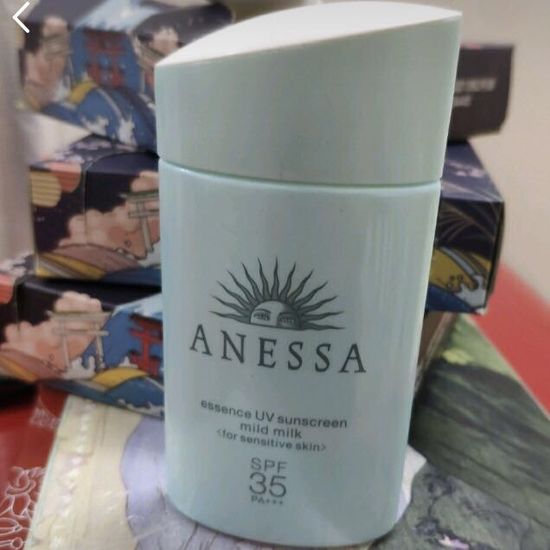 ANESSA
essence UV sunscreen
mild milk
<for sensitive skin>
SPF
35
PA+++